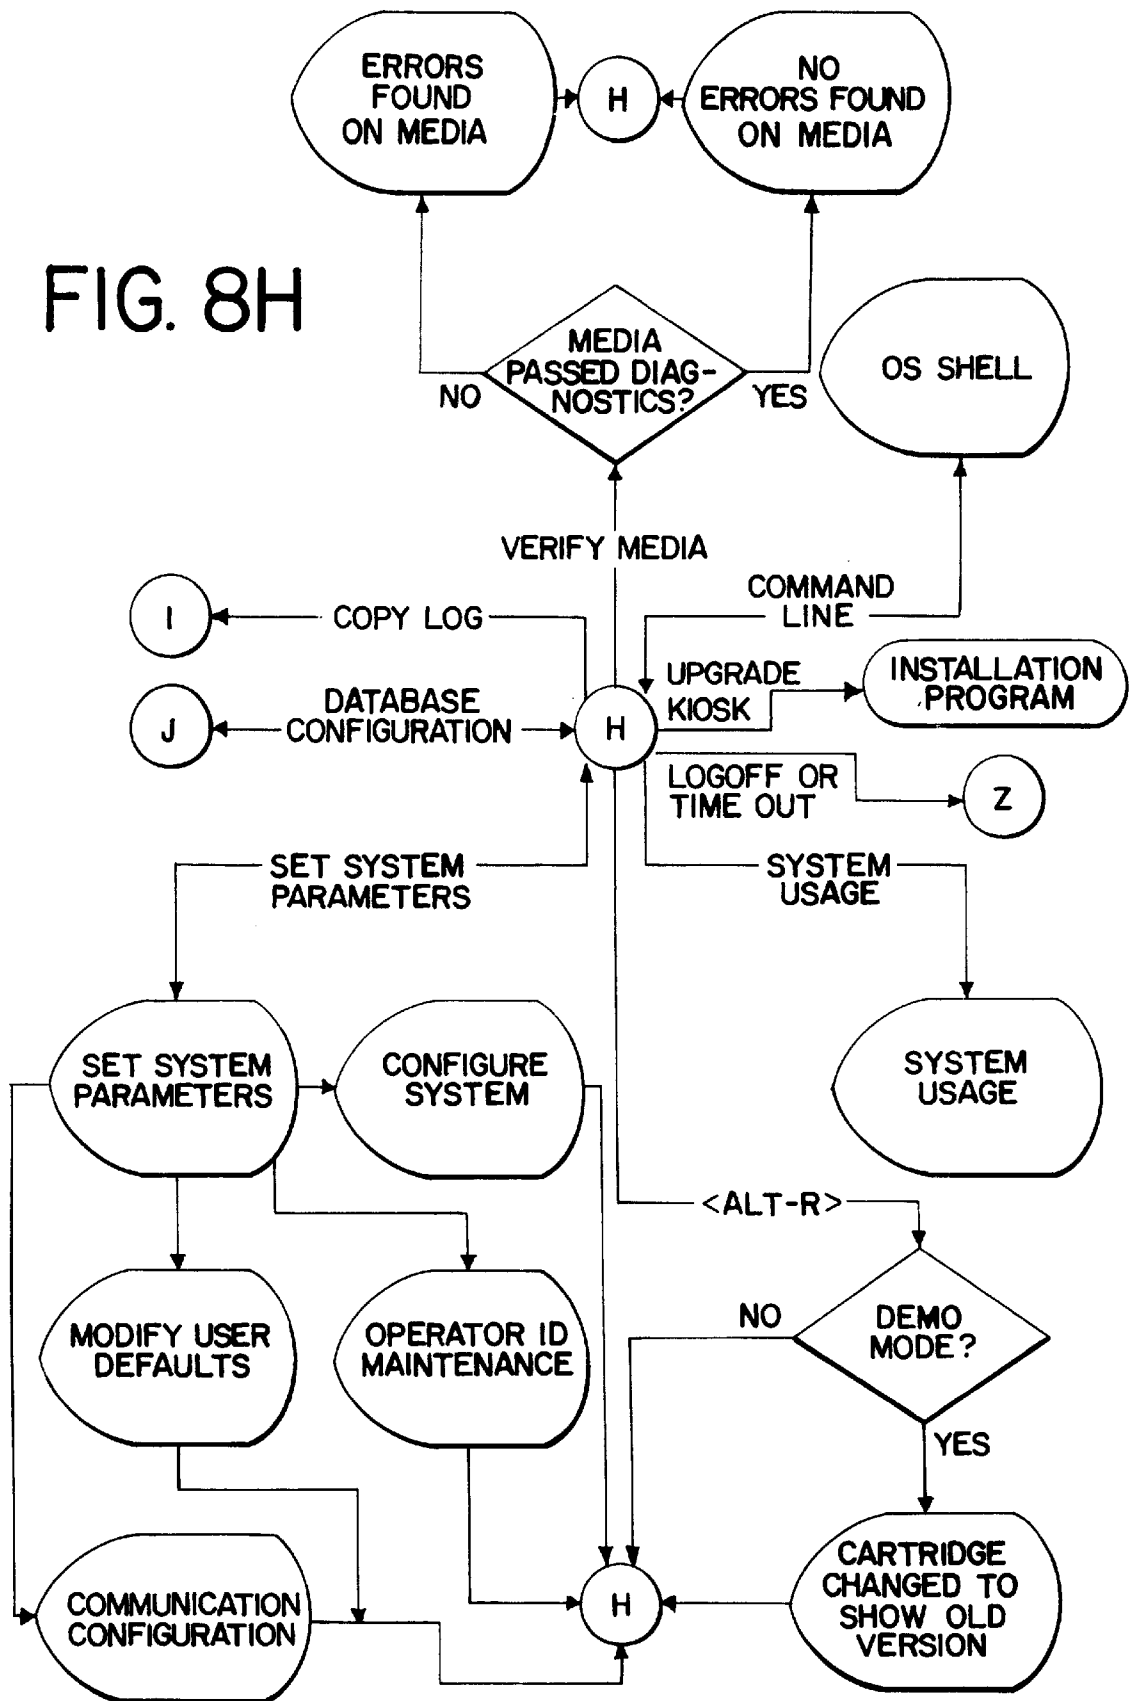 ERRORS
FOUND
ON MEDIA
H
NO
ERRORS FOUND
ON MEDIA
FIG. 8H
MEDIA
PASSED DIAG-
NOSTICS?
NO
YES
OS SHELL
VERIFY MEDIA
COMMAND
LINE
I
COPY LOG
UPGRADE
KIOSK
INSTALLATION
PROGRAM
J
DATABASE
CONFIGURATION
H
LOGOFF OR
TIME OUT
Z
SET SYSTEM
PARAMETERS
SYSTEM
USAGE
SET SYSTEM
PARAMETERS
CONFIGURE
SYSTEM
SYSTEM
USAGE
<ALT-R>
MODIFY USER
DEFAULTS
OPERATOR ID
MAINTENANCE
NO
DEMO
MODE?
YES
COMMUNICATION
CONFIGURATION
H
CARTRIDGE
CHANGED TO
SHOW OLD
VERSION